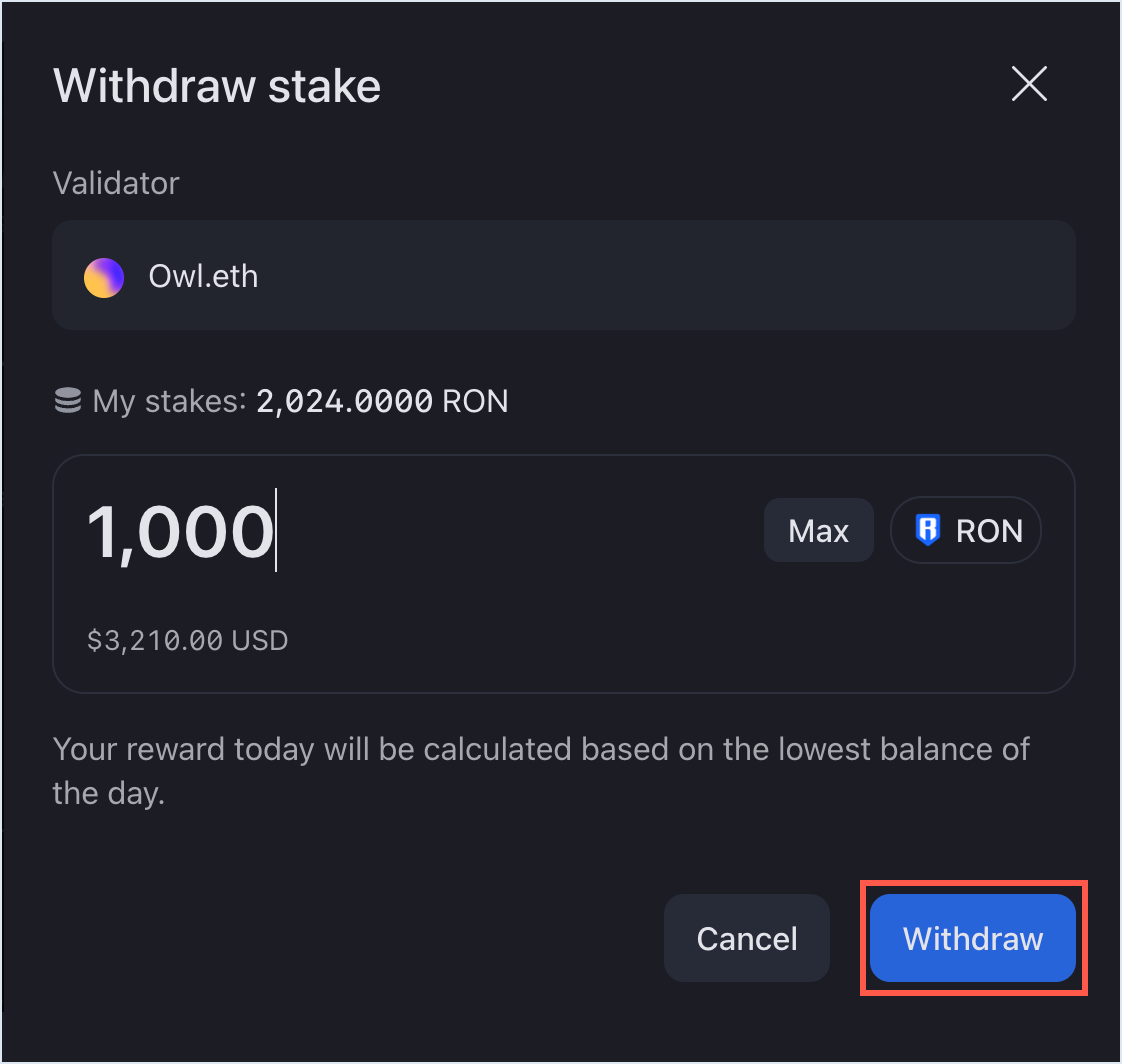 Withdraw stake
Validator
Owl.eth
My stakes: 2,024.0000 RON
1,000
Max
RON
$3,210.00 USD
Your reward today will be calculated based on the lowest balance of
the day.
Cancel
Withdraw